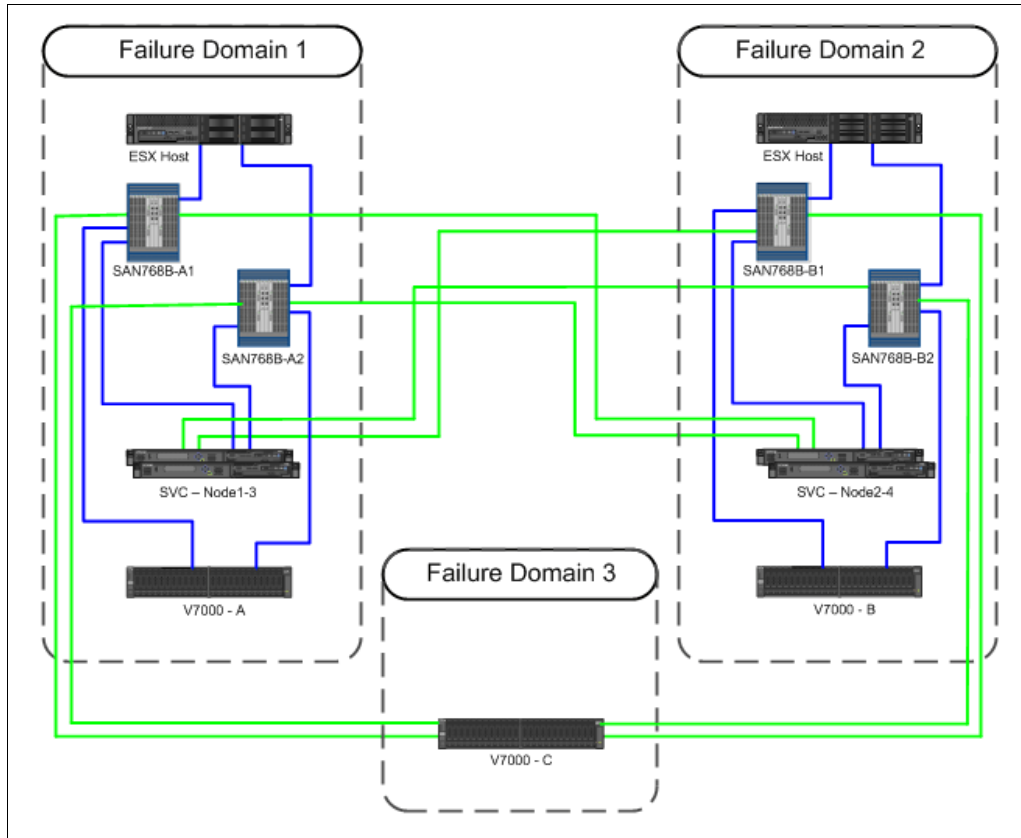 Failure Domain 1
Failure Domain 2
ESX Host
ESX Host
SAN768B-A1
SAN768B-B1
SAN768B-A2
SAN768B-B2
SVC – Node1-3
SVC – Node2-4
Failure Domain 3
V7000 - A
V7000 - B
V7000 - C